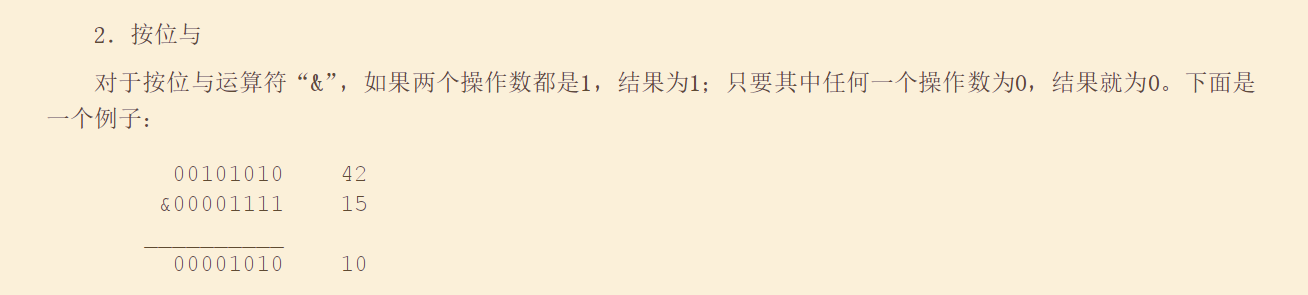 2. 按位与
对于按位与运算符“&”，如果两个操作数都是1，结果为1；只要其中任何一个操作数为0，结果就为0。下面是
一个例子：
00101010 42
&00001111 15
__________
00001010 10